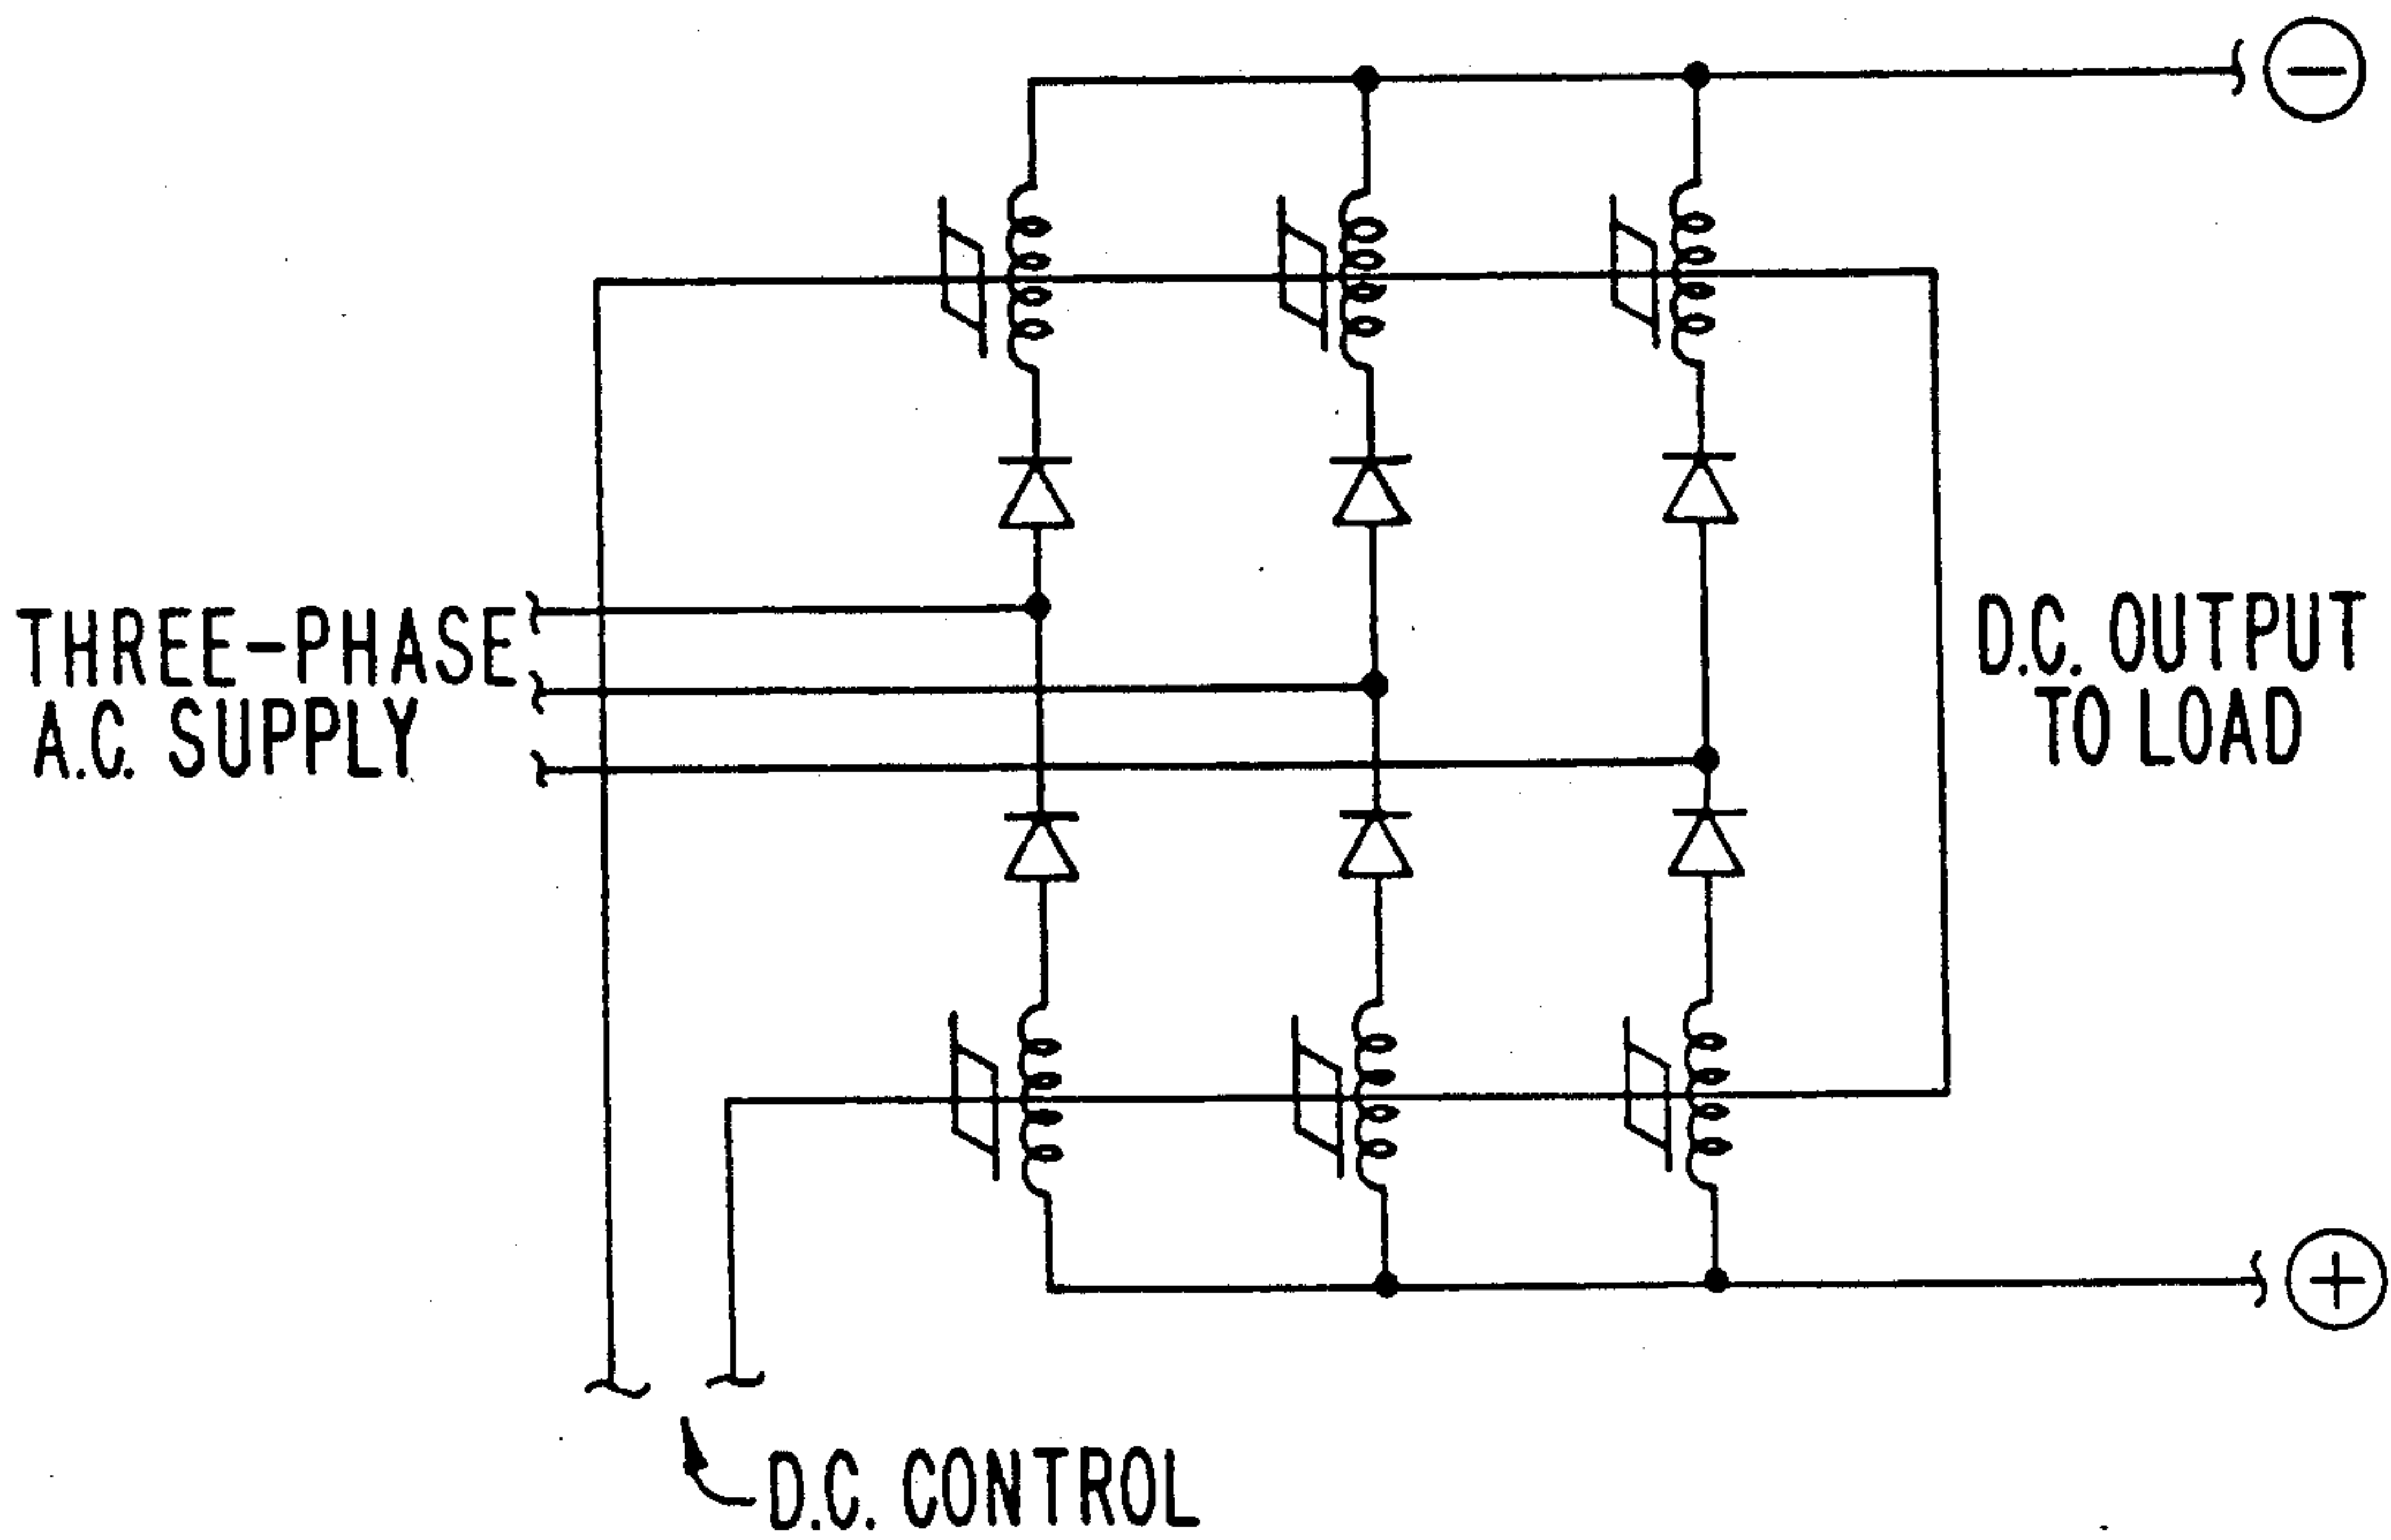 −
THREE-PHASE
A.C. SUPPLY
D.C. OUTPUT
TO LOAD
+
D.C. CONTROL